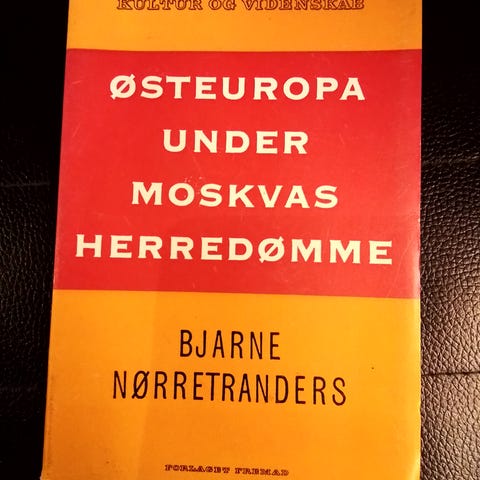 KULTUR OG VIDENSKAB
ØSTEUROPA
UNDER
MOSKVAS
HERREDØMME
BJARNE
NØRRETRANDERS
FORLAGET FREMAD